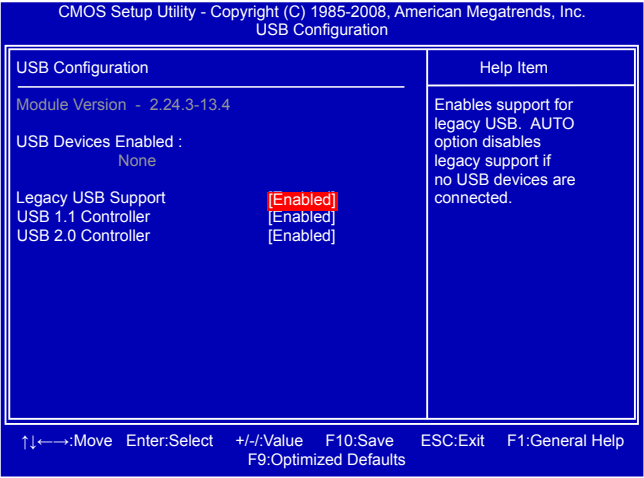 CMOS Setup Utility - Copyright (C) 1985-2008, American Megatrends, Inc.
USB Configuration
USB Configuration
Module Version - 2.24.3-13.4
USB Devices Enabled :
None
Legacy USB Support [Enabled]
USB 1.1 Controller [Enabled]
USB 2.0 Controller [Enabled]
Help Item
Enables support for
legacy USB. AUTO
option disables
legacy support if
no USB devices are
connected.
↑↓←→:Move Enter:Select +/-/:Value F10:Save ESC:Exit F1:General Help
F9:Optimized Defaults